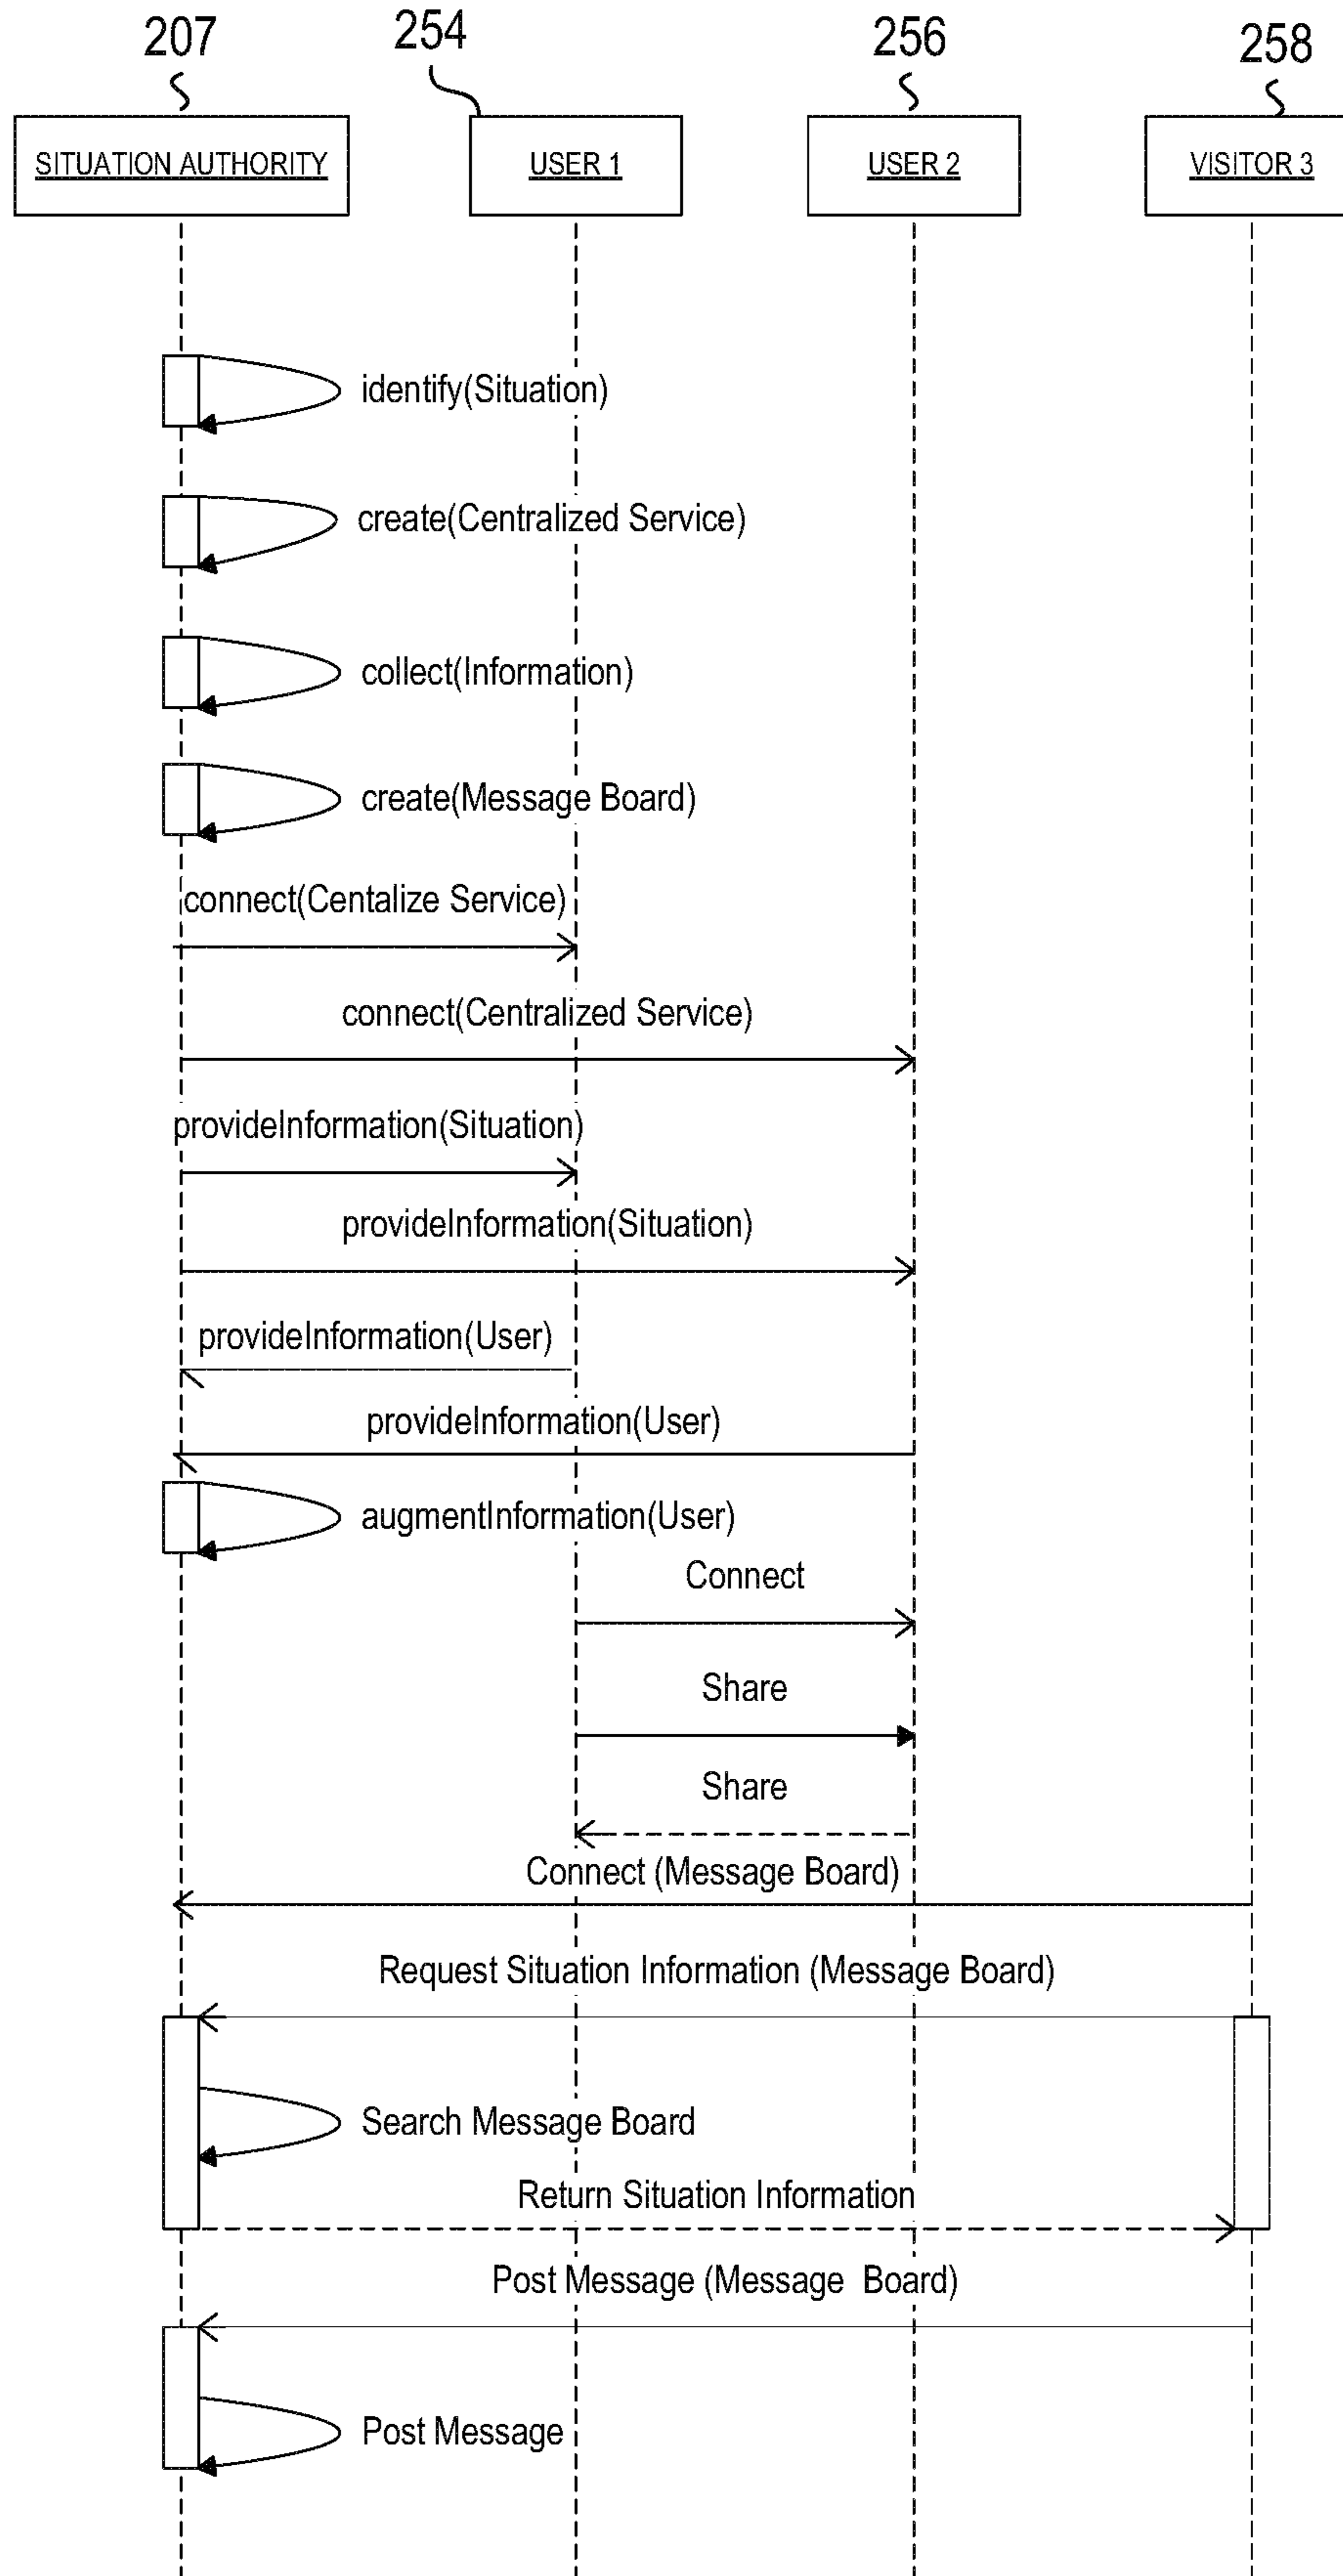 207
254
256
258
SITUATION AUTHORITY
USER 1
USER 2
VISITOR 3
identify(Situation)
create(Centralized Service)
collect(Information)
create(Message Board)
connect(Centalize Service)
connect(Centralized Service)
provideInformation(Situation)
provideInformation(Situation)
provideInformation(User)
provideInformation(User)
augmentInformation(User)
Connect
Share
Share
Connect (Message Board)
Request Situation Information (Message Board)
Search Message Board
Return Situation Information
Post Message (Message Board)
Post Message